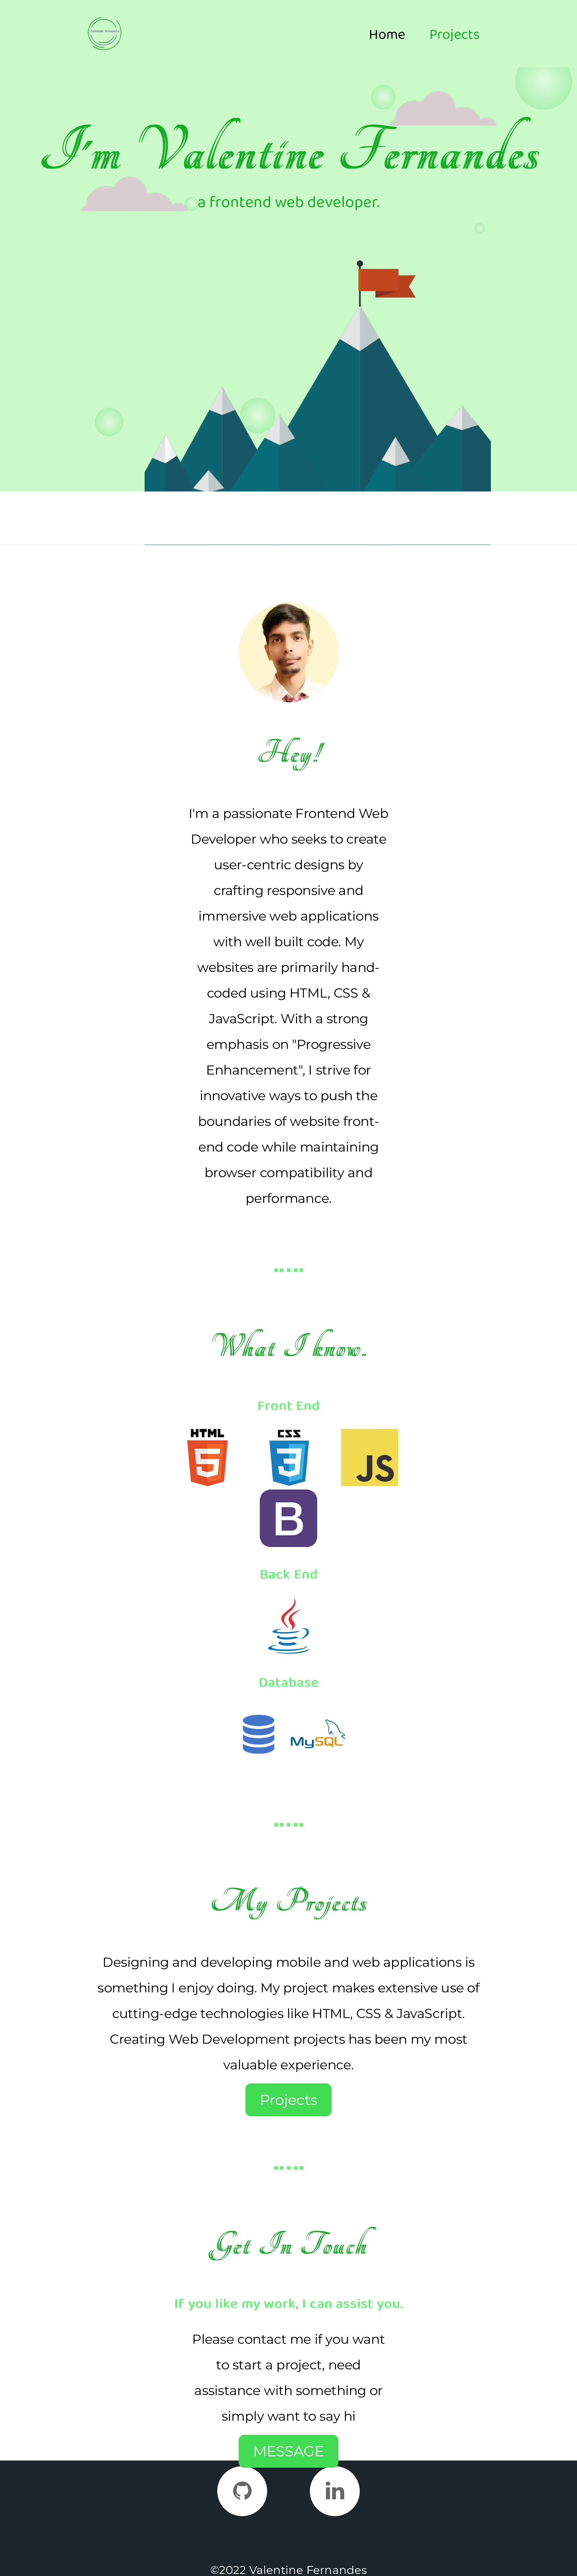 Valentine Fernandes
Home
Projects
I'm Valentine Fernandes
a frontend web developer.
Hey!
I'm a passionate Frontend Web
Developer who seeks to create
user-centric designs by
crafting responsive and
immersive web applications
with well built code. My
websites are primarily hand-
coded using HTML, CSS &
JavaScript. With a strong
emphasis on "Progressive
Enhancement", I strive for
innovative ways to push the
boundaries of website front-
end code while maintaining
browser compatibility and
performance.
What I know..
Front End
HTML
5
CSS
3
JS
B
Back End
Database
MySQL
My Projects
Designing and developing mobile and web applications is
something I enjoy doing. My project makes extensive use of
cutting-edge technologies like HTML, CSS & JavaScript.
Creating Web Development projects has been my most
valuable experience.
Projects
Get In Touch
If you like my work, I can assist you.
Please contact me if you want
to start a project, need
assistance with something or
simply want to say hi
MESSAGE
in
©2022 Valentine Fernandes